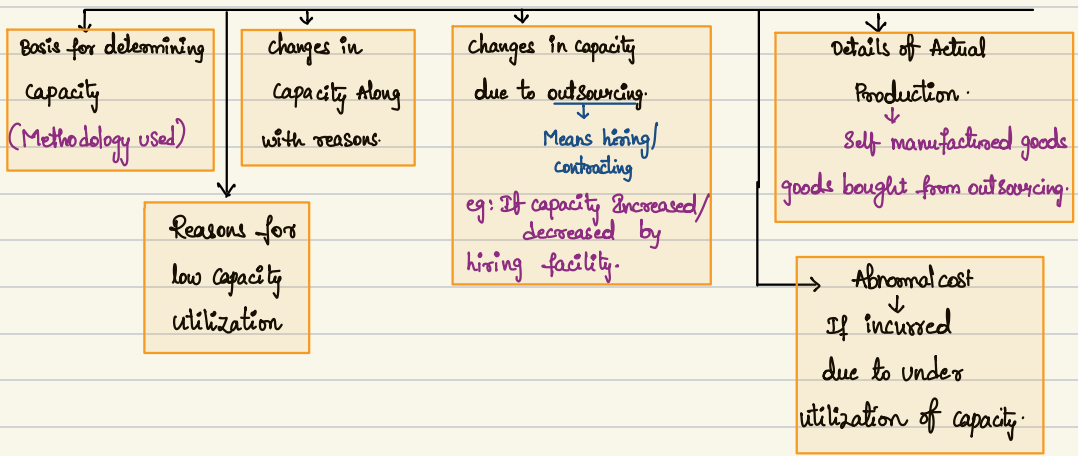 Basis for determining
Capacity
(Methodology used)
Changes in
Capacity Along
with reasons.
Changes in capacity
due to outsourcing.
Means hiring/
contracting
eg: If capacity Increased/
decreased by
hiring facility.
Details of Actual
Production.
Self manufactured goods
goods bought from outsourcing.
Reasons for
low capacity
utilization
Abnormal cost
If incurred
due to under
utilization of capacity.